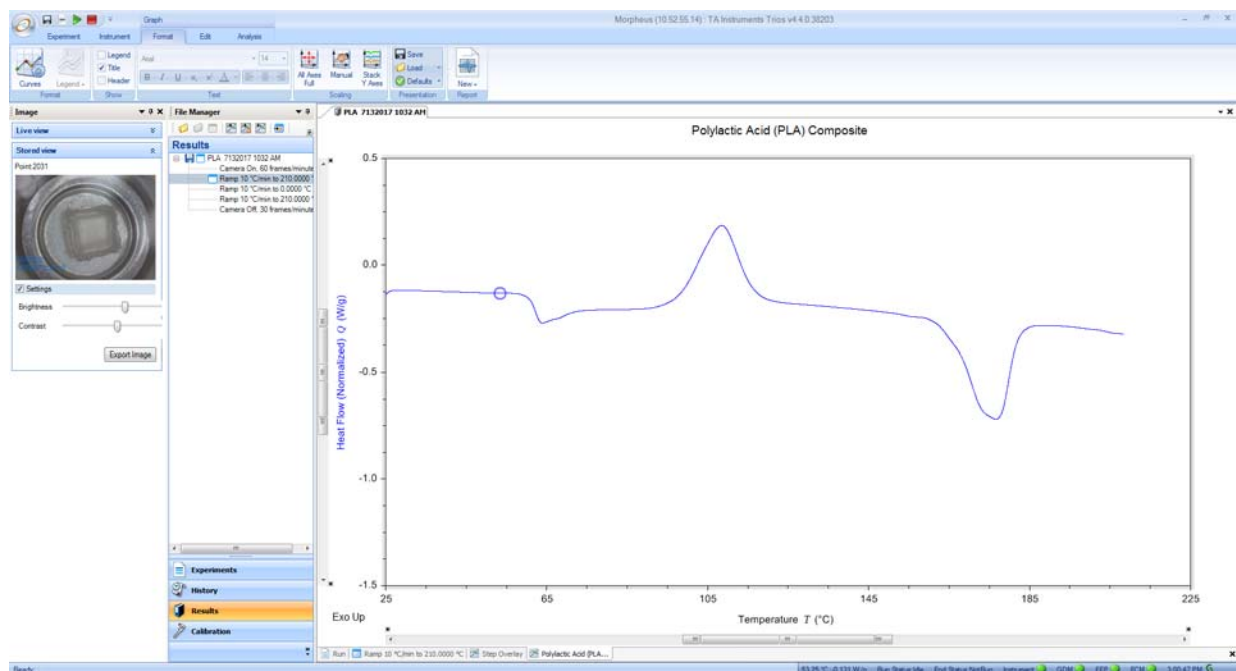 Graph
Morpheus (10.52.55.14) : TA Instruments Trios v4.4.0.38203
Experiment Instrument Format Edit Analysis
Curves
Legend
Legend
Title
Header
Arial
14
All Axes Full
Manual
Stack Y Axes
Save
Load
Defaults
New
Format Show Text Scaling Presentation Report
Image
Live view
Stored view
Point 2031
Settings
Brightness
Contrast
Export Image
File Manager
Results
PLA 7132017 1032 AM
Camera On, 60 frames/minute
Ramp 10 °C/min to 210.0000 °
Ramp 10 °C/min to 0.0000 °C
Ramp 10 °C/min to 210.0000 °
Camera Off, 30 frames/minute
Experiments
History
Results
Calibration
PLA 7132017 1032 AM
Polylactic Acid (PLA) Composite
Heat Flow (Normalized) Q (W/g)
0.5
0.0
-0.5
-1.0
-1.5
25 65 105 145 185 225
Exo Up
Temperature T (°C)
Run Ramp 10 °C/min to 210.0000 °C Step Overlay Polylactic Acid (PLA...
Ready